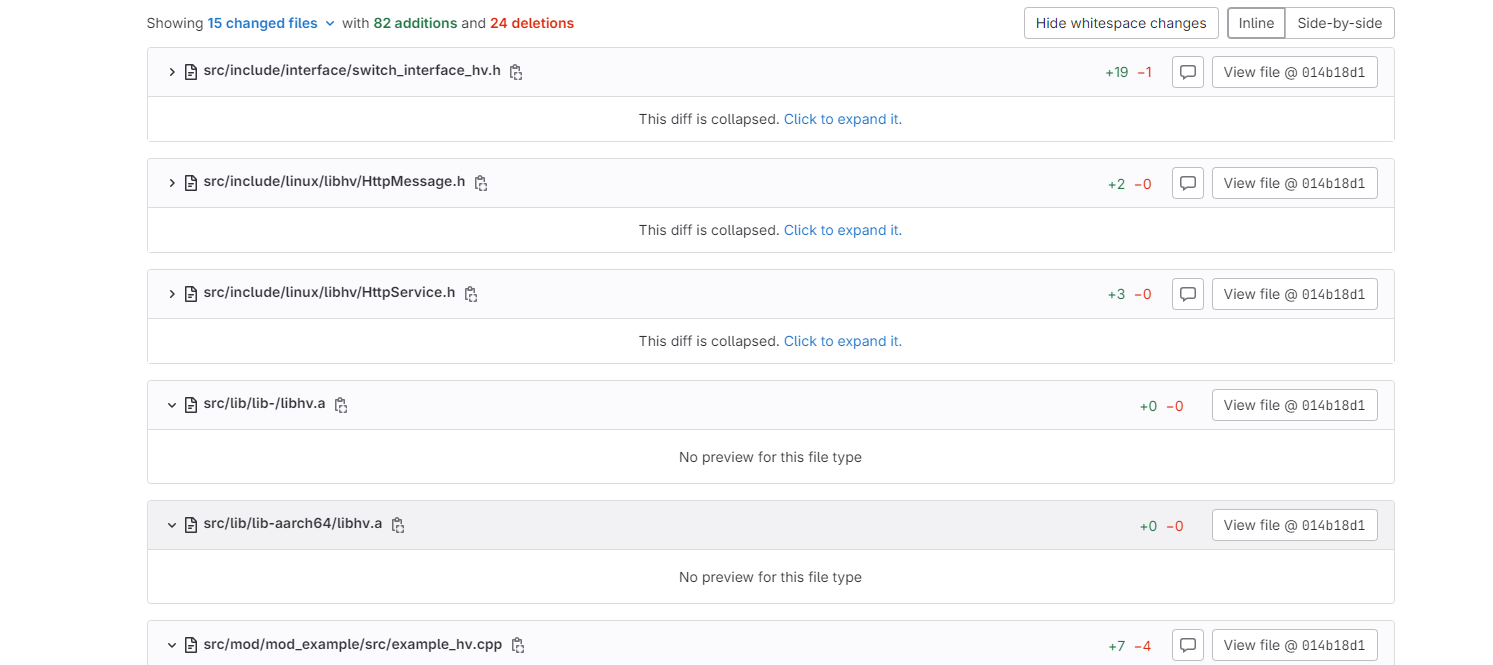 Showing 15 changed files with 82 additions and 24 deletions Hide whitespace changes Inline Side-by-side
src/include/interface/switch_interface_hv.h +19 −1 View file @ 014b18d1
This diff is collapsed. Click to expand it.
src/include/linux/libhv/HttpMessage.h +2 −0 View file @ 014b18d1
This diff is collapsed. Click to expand it.
src/include/linux/libhv/HttpService.h +3 −0 View file @ 014b18d1
This diff is collapsed. Click to expand it.
src/lib/lib-/libhv.a +0 −0 View file @ 014b18d1
No preview for this file type
src/lib/lib-aarch64/libhv.a +0 −0 View file @ 014b18d1
No preview for this file type
src/mod/mod_example/src/example_hv.cpp +7 −4 View file @ 014b18d1